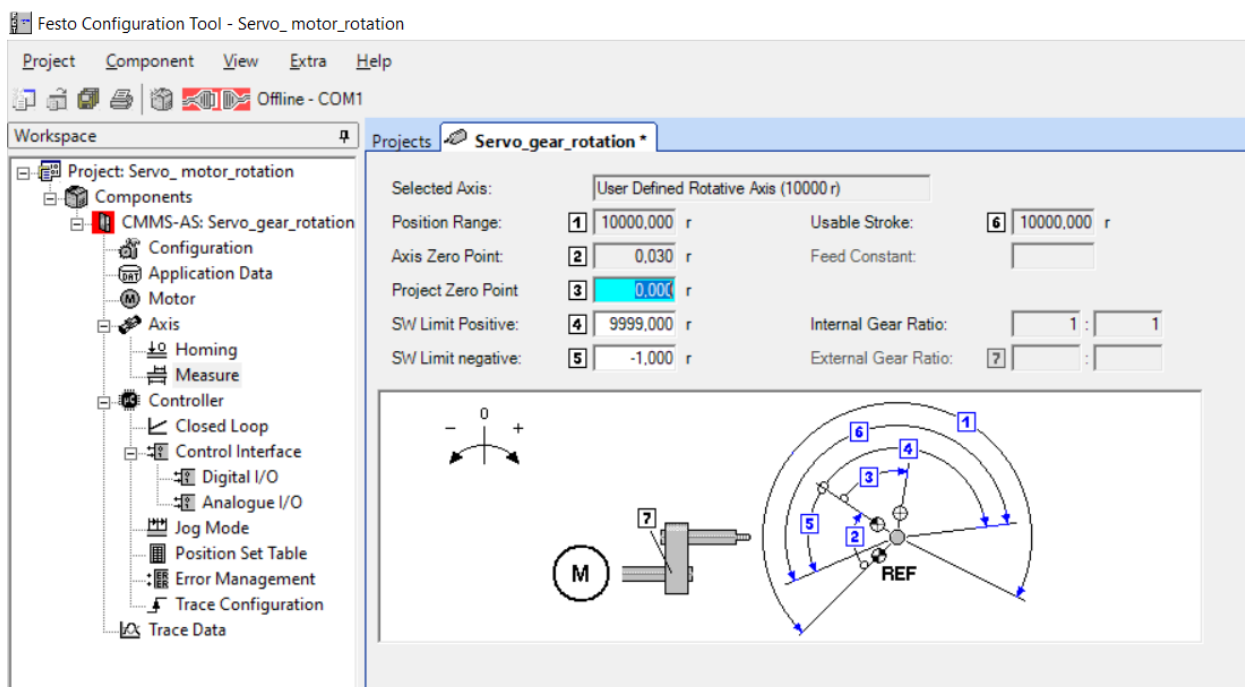 Festo Configuration Tool - Servo_ motor_rotation
Project Component View Extra Help
Offline - COM1
Workspace
Project: Servo_ motor_rotation
Components
CMMS-AS: Servo_gear_rotation
Configuration
DAT Application Data
M Motor
Axis
Homing
Measure
µC Controller
Closed Loop
Control Interface
Digital I/O
Analogue I/O
Jog Mode
Position Set Table
Error Management
Trace Configuration
Trace Data
Projects Servo_gear_rotation *
Selected Axis: User Defined Rotative Axis (10000 r)
Position Range: 1 10000,000 r Usable Stroke: 6 10000,000 r
Axis Zero Point: 2 0,030 r Feed Constant:
Project Zero Point 3 0,000 r
SW Limit Positive: 4 9999,000 r Internal Gear Ratio: 1 : 1
SW Limit negative: 5 -1,000 r External Gear Ratio: 7 :
0
- +
1
6
4
3
7
5
2
M
REF